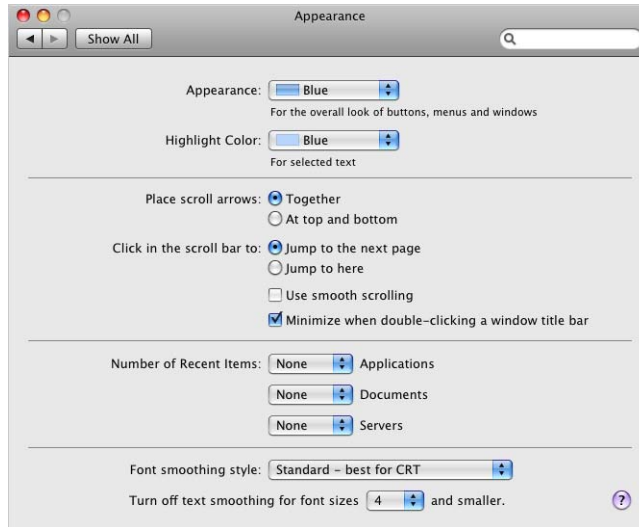 Appearance
Show All
Appearance: Blue
For the overall look of buttons, menus and windows
Highlight Color: Blue
For selected text
Place scroll arrows: Together
At top and bottom
Click in the scroll bar to: Jump to the next page
Jump to here
Use smooth scrolling
Minimize when double-clicking a window title bar
Number of Recent Items: None Applications
None Documents
None Servers
Font smoothing style: Standard – best for CRT
Turn off text smoothing for font sizes 4 and smaller. ?